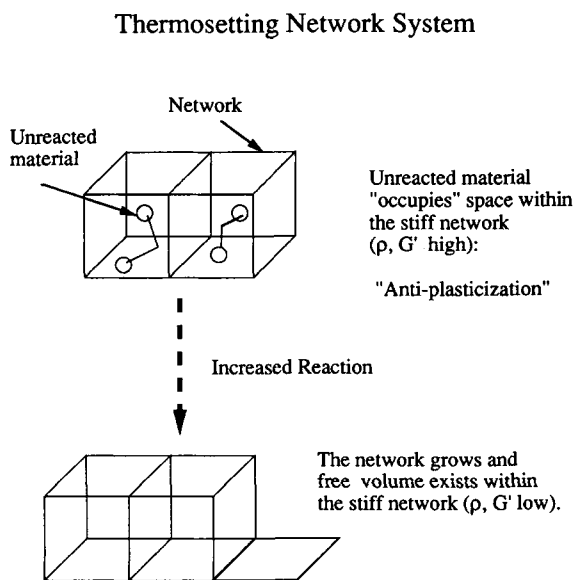 Thermosetting Network System
Network
Unreacted
material
Unreacted material
"occupies" space within
the stiff network
(ρ, G' high):
"Anti-plasticization"
Increased Reaction
The network grows and
free volume exists within
the stiff network (ρ, G' low).